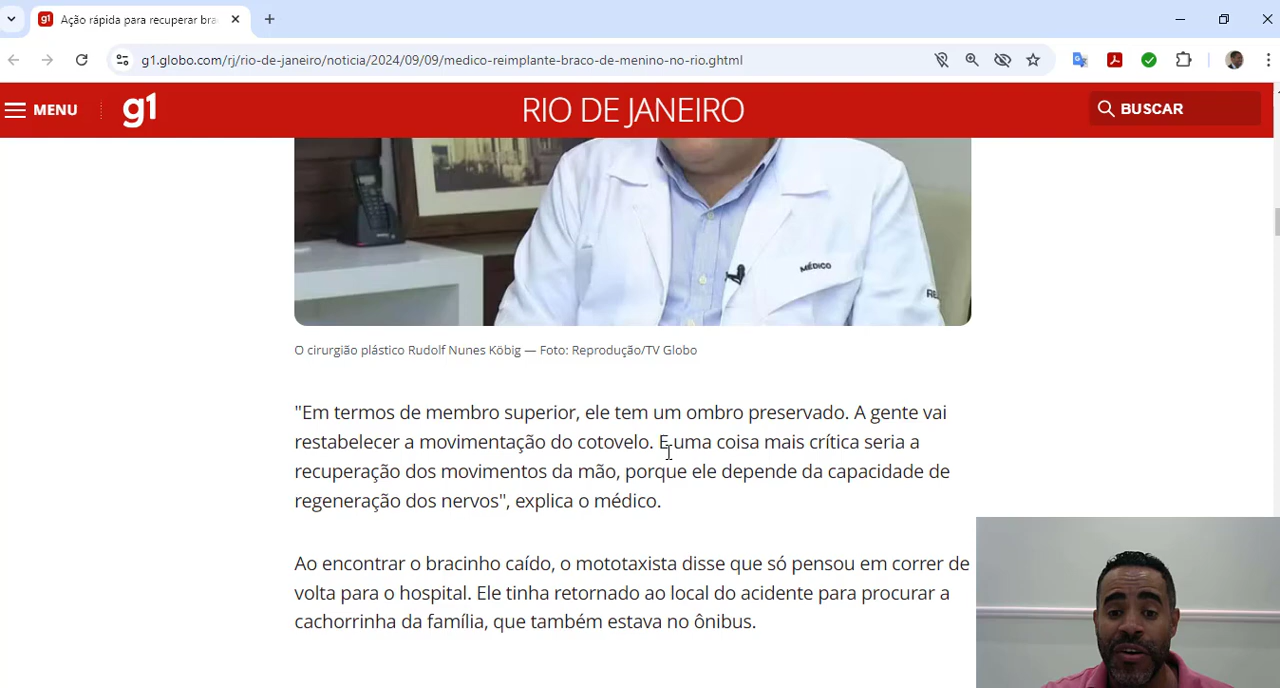 Ação rápida para recuperar bra
g1.globo.com/rj/rio-de-janeiro/noticia/2024/09/09/medico-reimplante-braco-de-menino-no-rio.ghtml
MENU
g1
RIO DE JANEIRO
BUSCAR
MÉDICO
O cirurgião plástico Rudolf Nunes Köbig — Foto: Reprodução/TV Globo
"Em termos de membro superior, ele tem um ombro preservado. A gente vai
restabelecer a movimentação do cotovelo. E uma coisa mais crítica seria a
recuperação dos movimentos da mão, porque ele depende da capacidade de
regeneração dos nervos", explica o médico.
Ao encontrar o bracinho caído, o mototaxista disse que só pensou em correr de
volta para o hospital. Ele tinha retornado ao local do acidente para procurar a
cachorrinha da família, que também estava no ônibus.